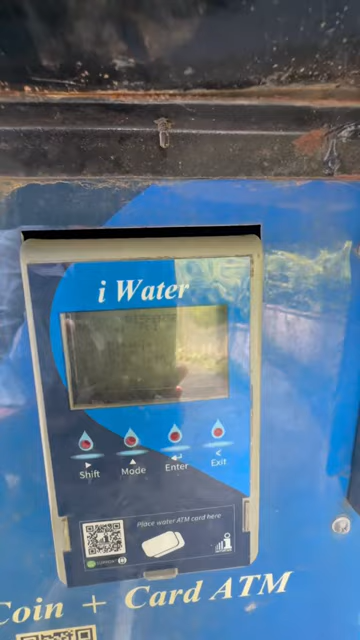 i Water
Shift
Mode
Enter
Exit
Place water ATM card here
Coin + Card ATM